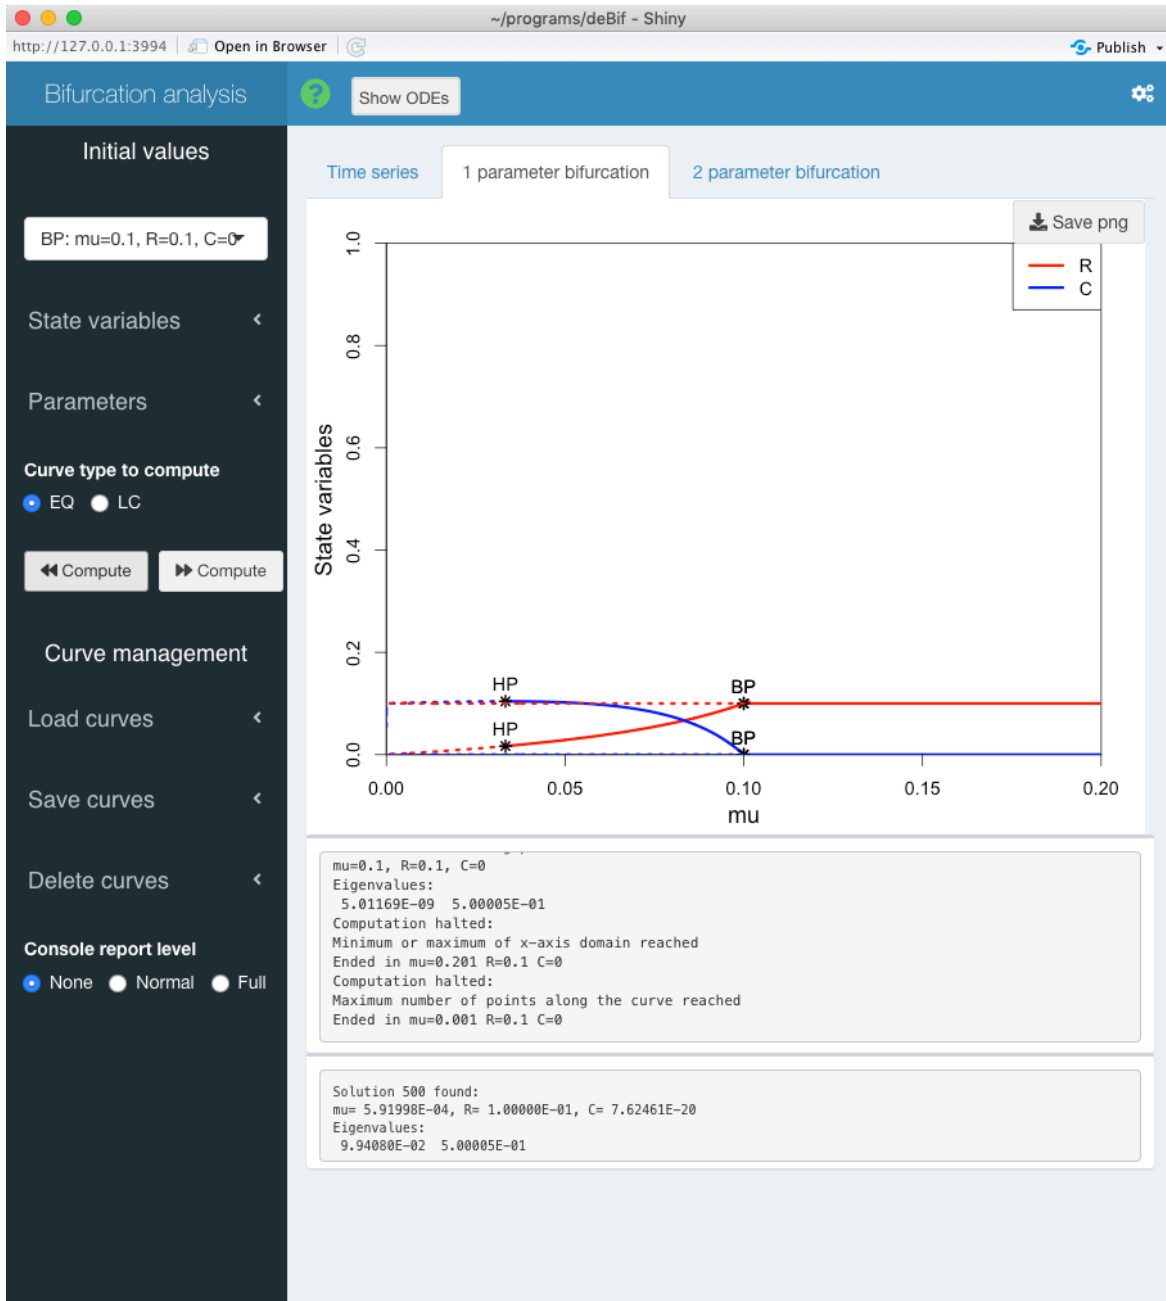 ~/programs/deBif - Shiny
http://127.0.0.1:3994 Open in Browser Publish
Bifurcation analysis ? Show ODEs
Initial values
Time series 1 parameter bifurcation 2 parameter bifurcation
BP: mu=0.1, R=0.1, C=0
Save png
State variables
Parameters
Curve type to compute
EQ LC
Compute Compute
Curve management
Load curves
Save curves
Delete curves
Console report level
None Normal Full
R
C
State variables
1.0
0.8
0.6
0.4
0.2
0.0
HP
BP
HP
BP
0.00 0.05 0.10 0.15 0.20
mu
mu=0.1, R=0.1, C=0
Eigenvalues:
5.01169E-09 5.00005E-01
Computation halted:
Minimum or maximum of x-axis domain reached
Ended in mu=0.201 R=0.1 C=0
Computation halted:
Maximum number of points along the curve reached
Ended in mu=0.001 R=0.1 C=0
Solution 500 found:
mu= 5.91998E-04, R= 1.00000E-01, C= 7.62461E-20
Eigenvalues:
9.94080E-02 5.00005E-01